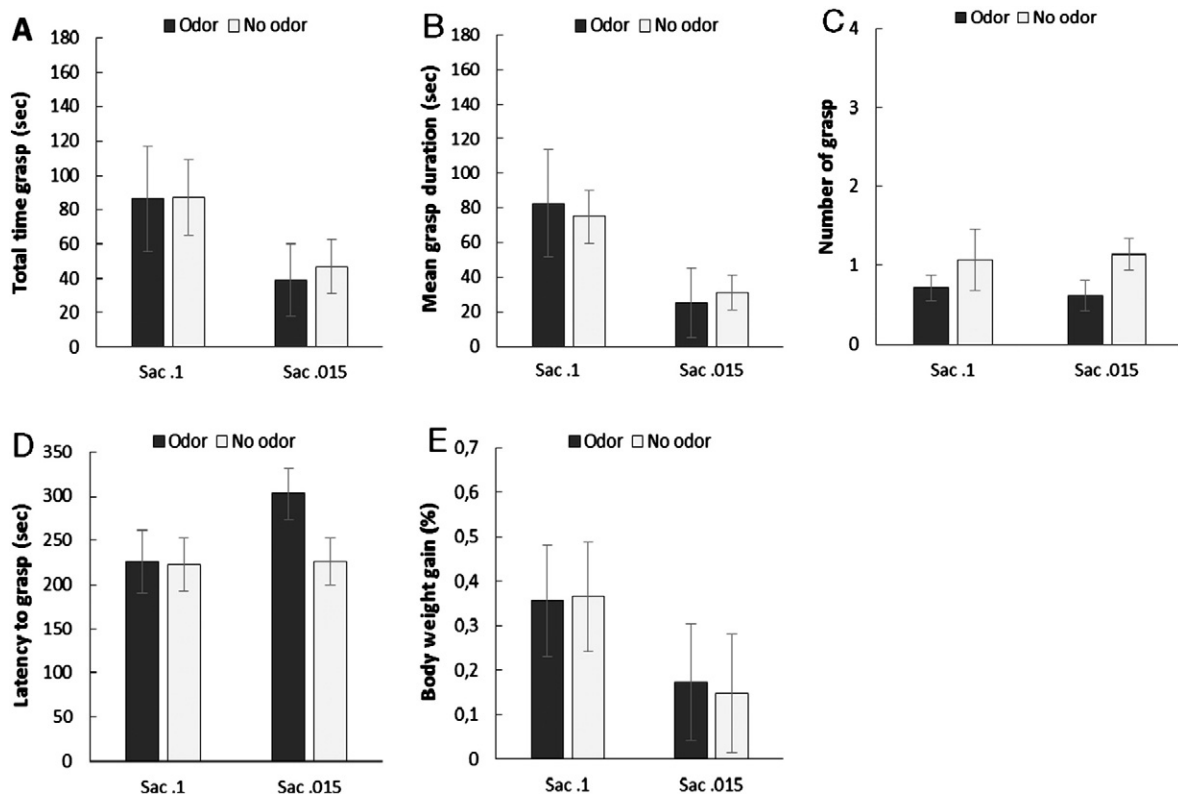 A
Odor No odor
Total time grasp (sec)
180
160
140
120
100
80
60
40
20
0
Sac .1 Sac .015
B
Odor No odor
Mean grasp duration (sec)
180
160
140
120
100
80
60
40
20
0
Sac .1 Sac .015
C
Odor No odor
Number of grasp
4
3
2
1
0
Sac .1 Sac .015
D
Odor No odor
Latency to grasp (sec)
350
300
250
200
150
100
50
0
Sac .1 Sac .015
E
Odor No odor
Body weight gain (%)
0,7
0,6
0,5
0,4
0,3
0,2
0,1
0
Sac .1 Sac .015